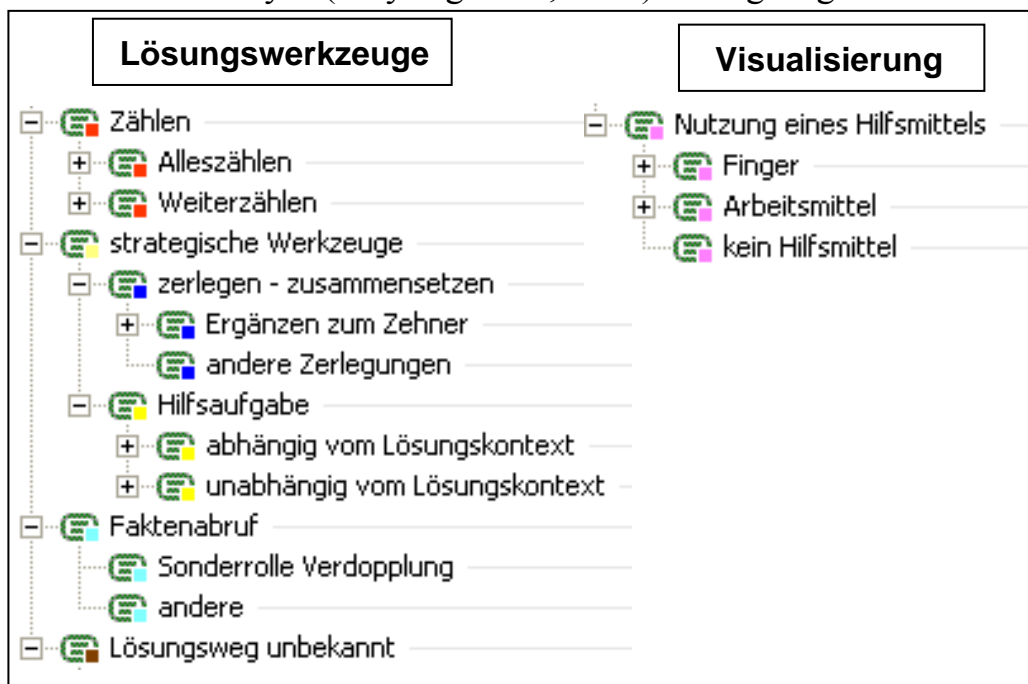 Lösungswerkzeuge
Zählen
Alleszählen
Weiterzählen
strategische Werkzeuge
zerlegen - zusammensetzen
Ergänzen zum Zehner
andere Zerlegungen
Hilfsaufgabe
abhängig vom Lösungskontext
unabhängig vom Lösungskontext
Faktenabruf
Sonderrolle Verdopplung
andere
Lösungsweg unbekannt
Visualisierung
Nutzung eines Hilfsmittels
Finger
Arbeitsmittel
kein Hilfsmittel